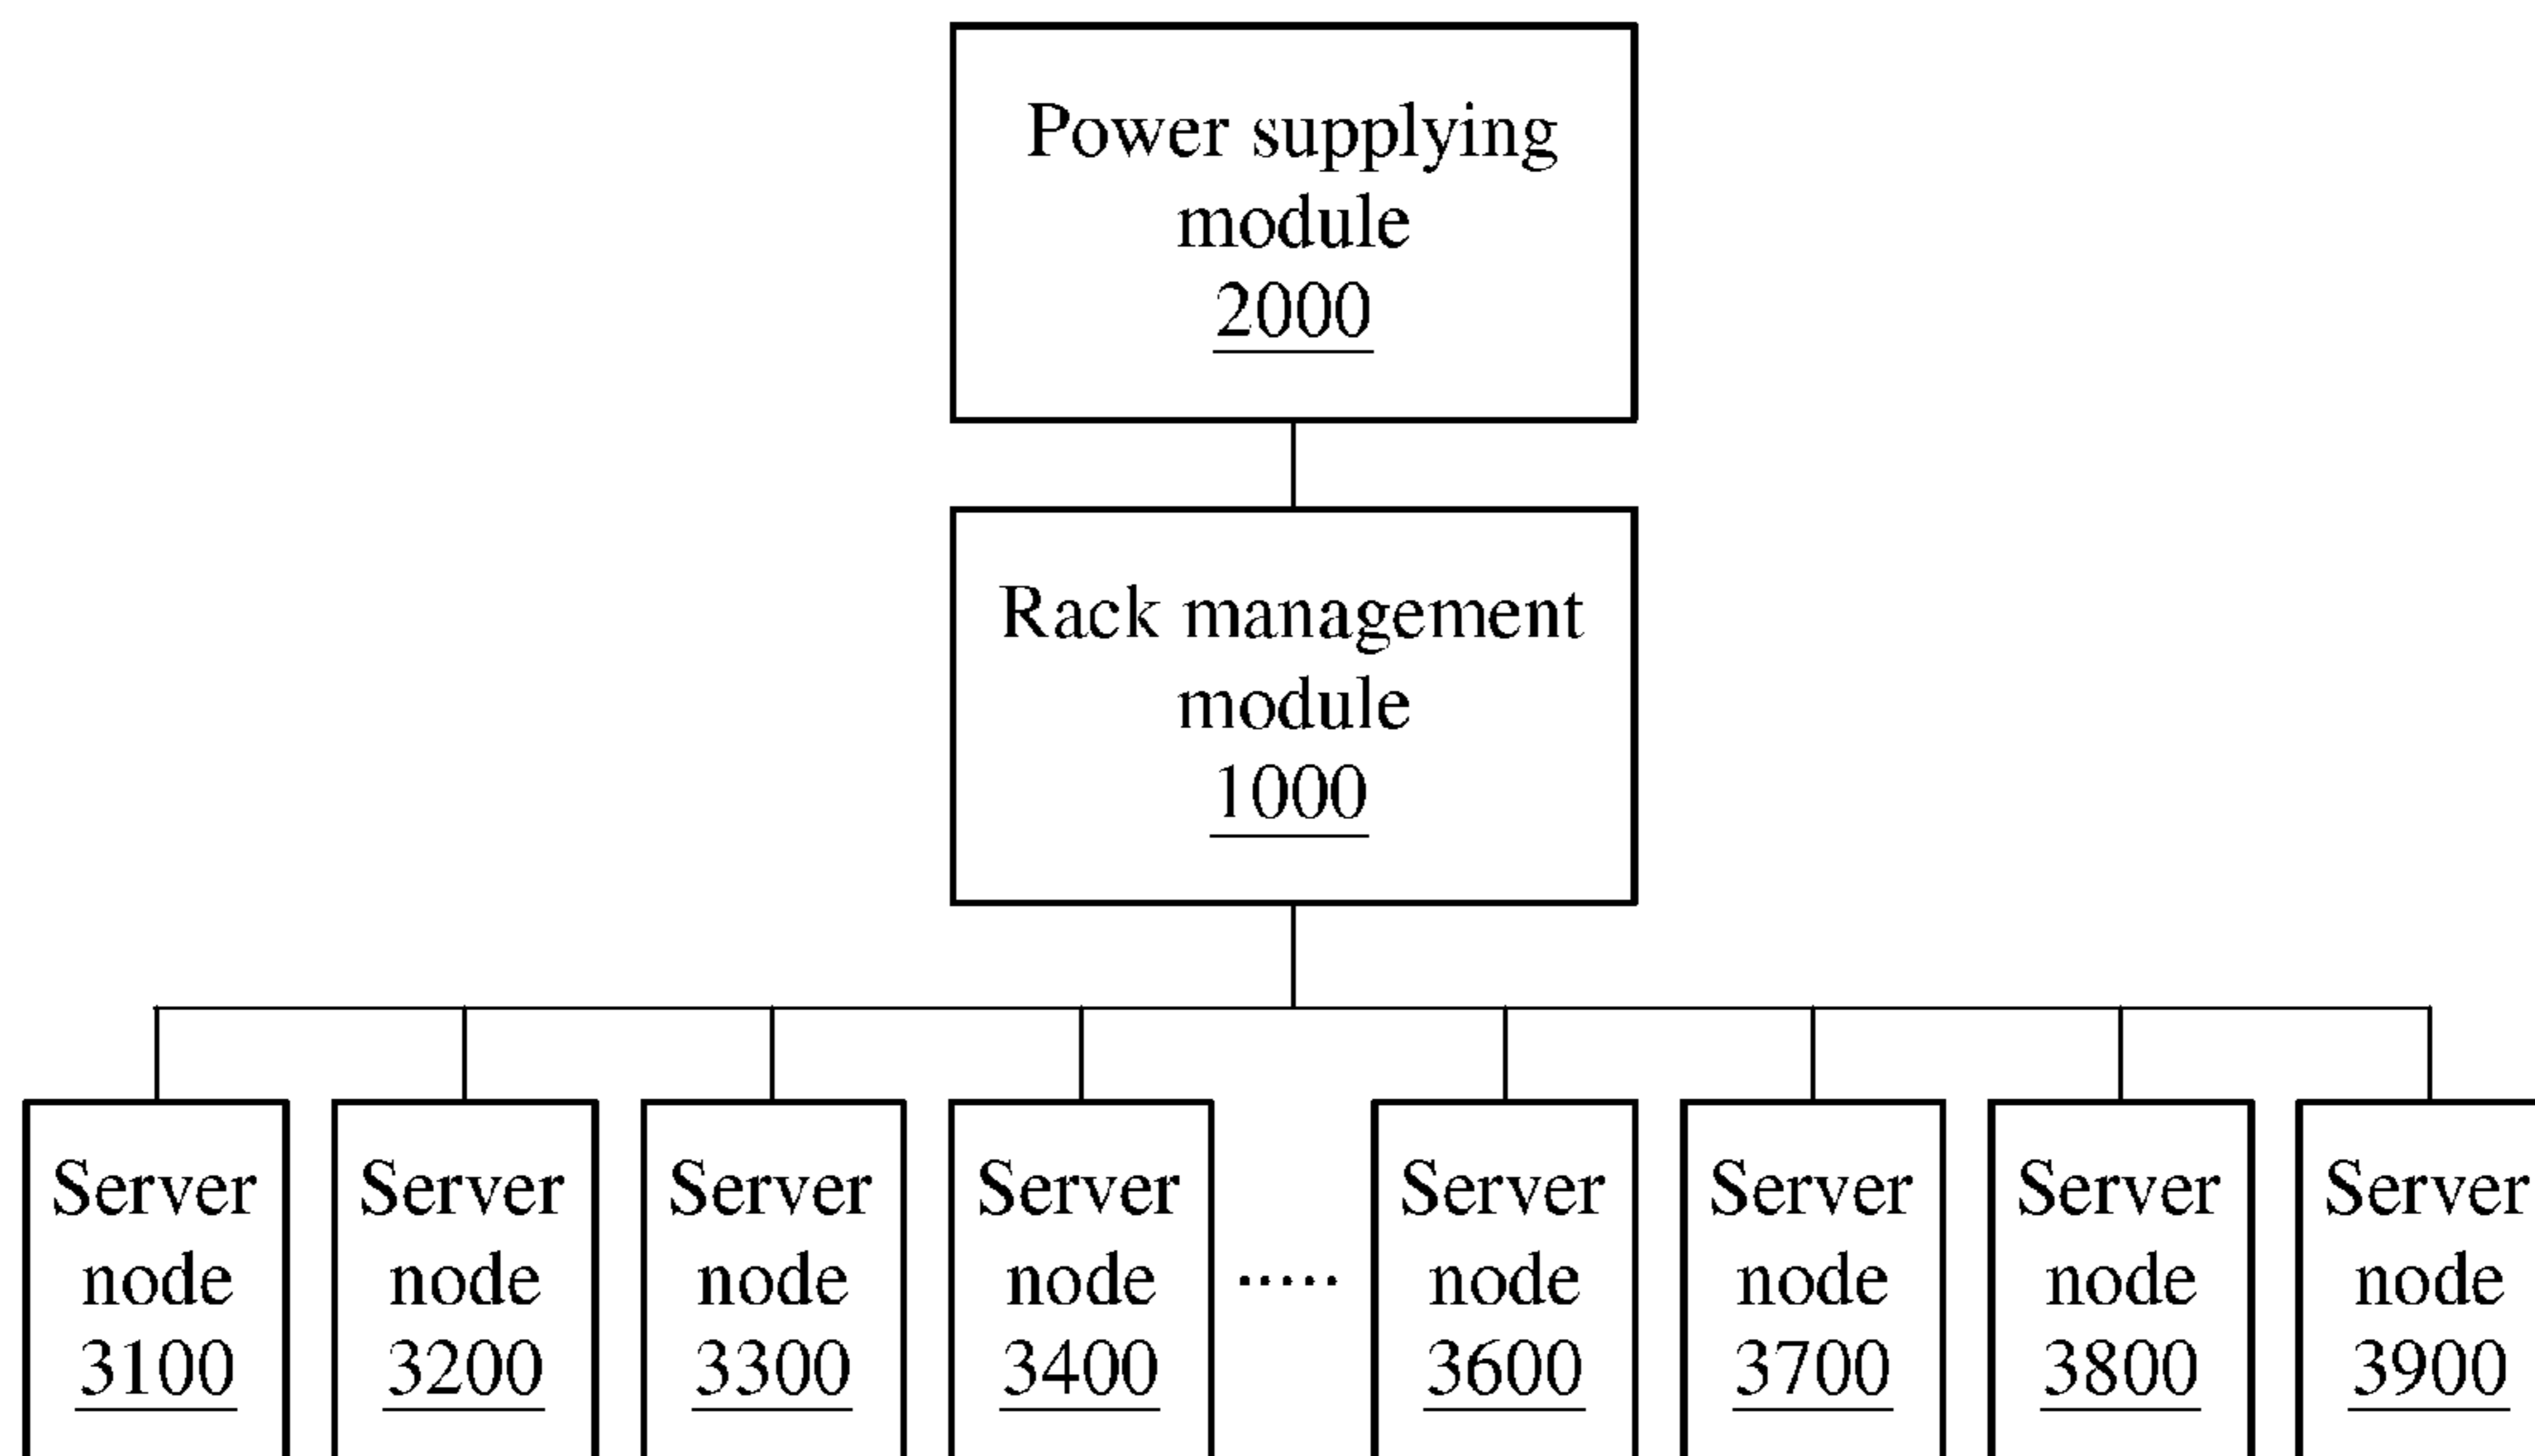 Power supplying
module
2000
Rack management
module
1000
Server
node
3100
Server
node
3200
Server
node
3300
Server
node
3400
.....
Server
node
3600
Server
node
3700
Server
node
3800
Server
node
3900